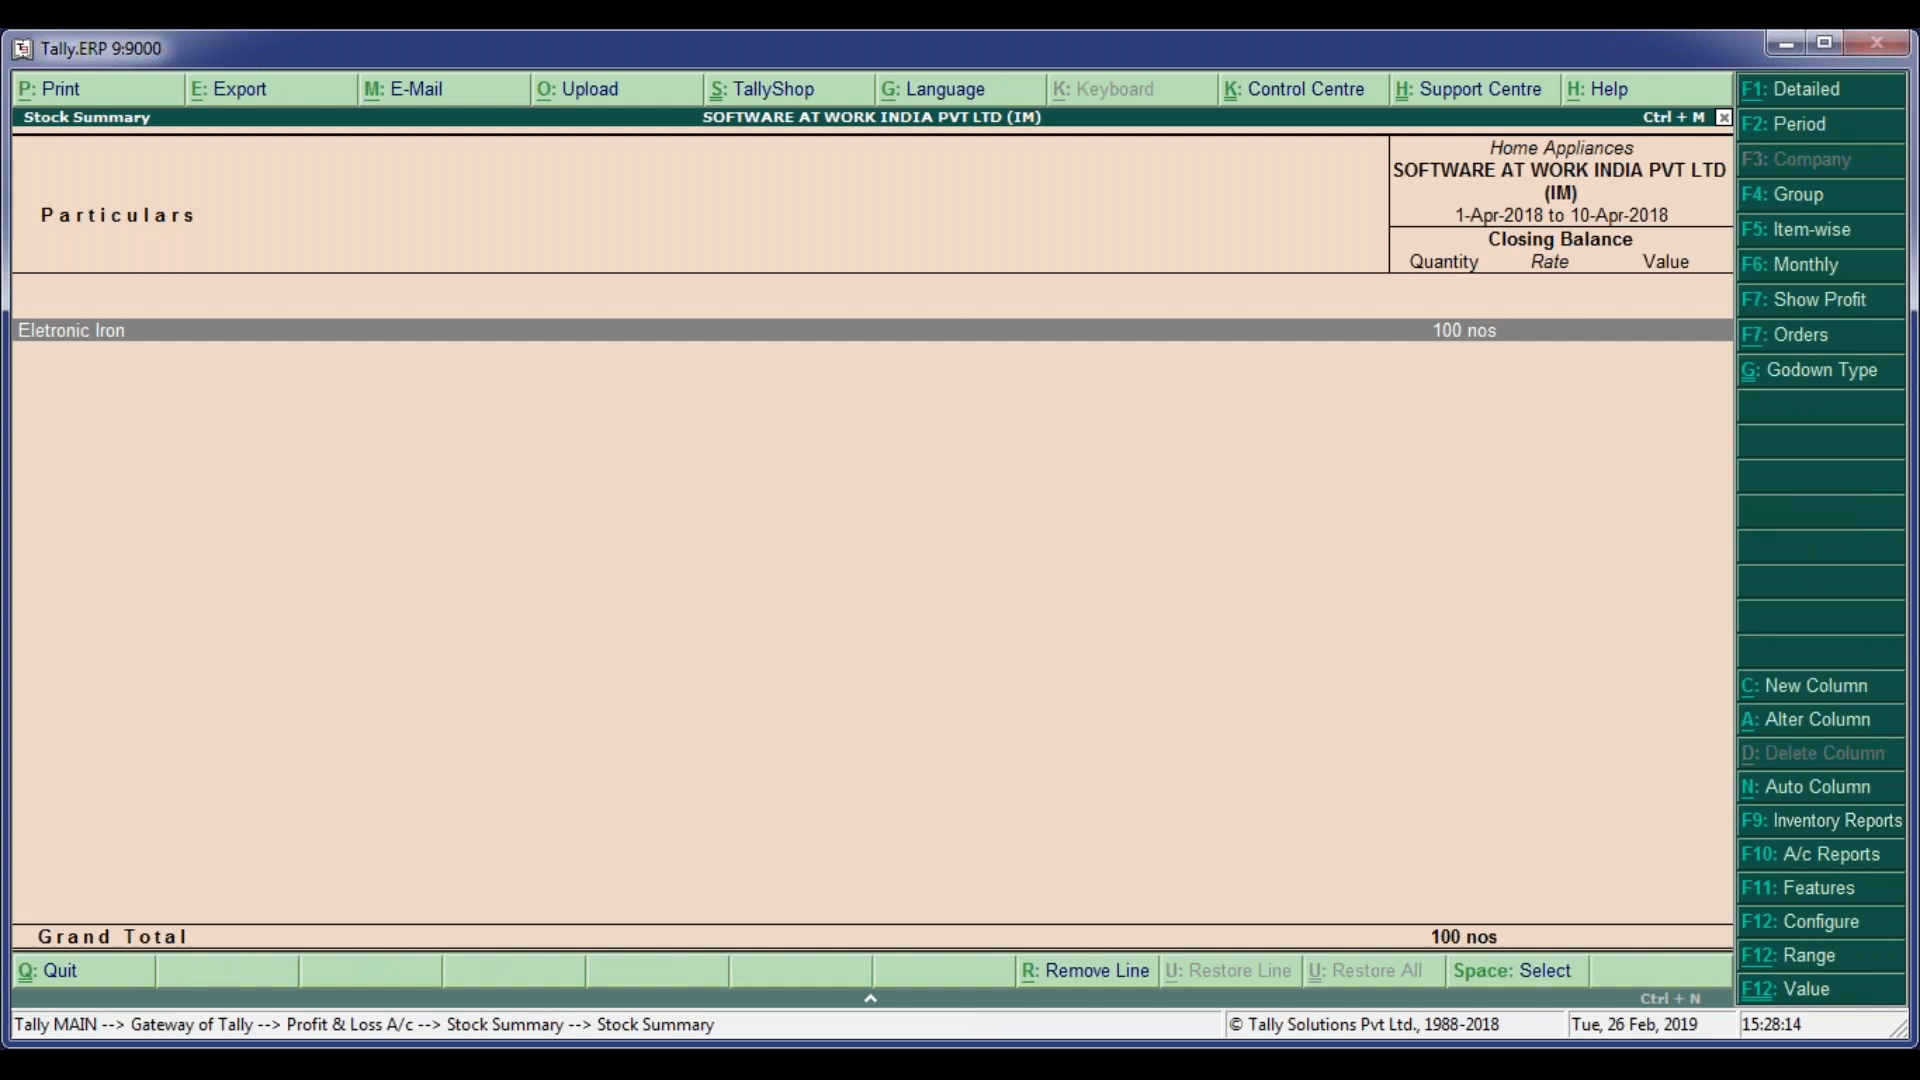 Tally.ERP 9:9000
P: Print E: Export M: E-Mail O: Upload S: TallyShop G: Language K: Keyboard K: Control Centre H: Support Centre H: Help
Stock Summary SOFTWARE AT WORK INDIA PVT LTD (IM) Ctrl + M
Particulars
Home Appliances
SOFTWARE AT WORK INDIA PVT LTD
(IM)
1-Apr-2018 to 10-Apr-2018
Closing Balance
Quantity Rate Value
Eletronic Iron 100 nos
Grand Total 100 nos
F1: Detailed
F2: Period
F3: Company
F4: Group
F5: Item-wise
F6: Monthly
F7: Show Profit
F7: Orders
G: Godown Type
C: New Column
A: Alter Column
D: Delete Column
N: Auto Column
F9: Inventory Reports
F10: A/c Reports
F11: Features
F12: Configure
F12: Range
F12: Value
Q: Quit R: Remove Line U: Restore Line U: Restore All Space: Select
Ctrl + N
Tally MAIN --> Gateway of Tally --> Profit & Loss A/c --> Stock Summary --> Stock Summary © Tally Solutions Pvt Ltd., 1988-2018 Tue, 26 Feb, 2019 15:28:14